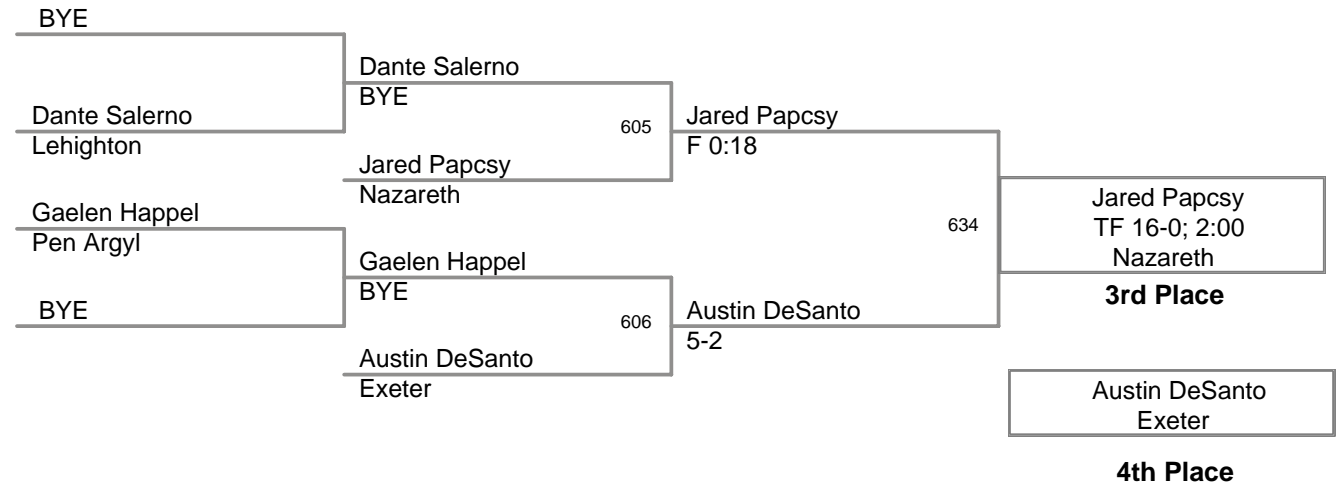 BYE
Dante Salerno
BYE
Dante Salerno
Lehighton
605
Jared Papcsy
F 0:18
Jared Papcsy
Nazareth
Gaelen Happel
Pen Argyl
634
Jared Papcsy
TF 16-0; 2:00
Nazareth
3rd Place
Gaelen Happel
BYE
BYE
606
Austin DeSanto
5-2
Austin DeSanto
Exeter
Austin DeSanto
Exeter
4th Place